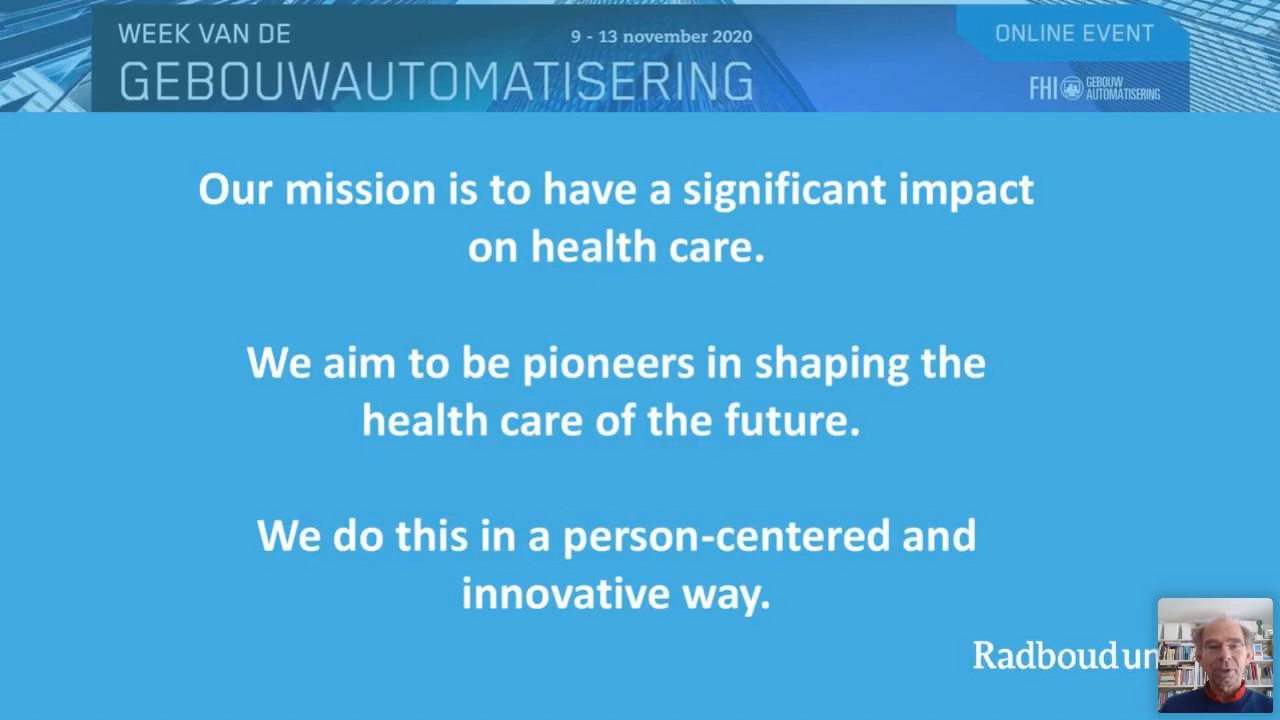 WEEK VAN DE
9 - 13 november 2020
ONLINE EVENT
GEBOUWAUTOMATISERING
FHI GEBOUW
AUTOMATISERING
Our mission is to have a significant impact
on health care.
We aim to be pioneers in shaping the
health care of the future.
We do this in a person-centered and
innovative way.
Radboud